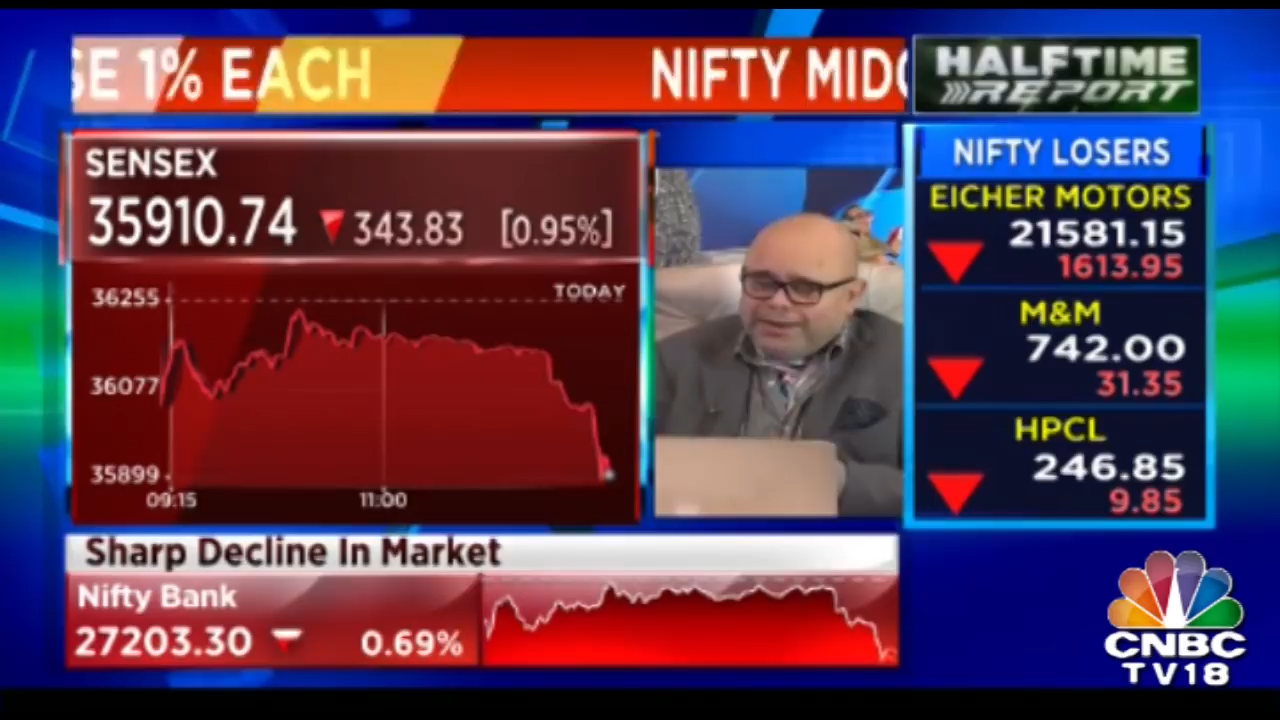 SE 1% EACH
NIFTY MIDC
HALFTIME
REPORT
SENSEX
35910.74 343.83 [0.95%]
TODAY
36255
36077
35899
09:15 11:00
NIFTY LOSERS
EICHER MOTORS
21581.15
1613.95
M&M
742.00
31.35
HPCL
246.85
9.85
Sharp Decline In Market
Nifty Bank
27203.30 0.69%
CNBC
TV18